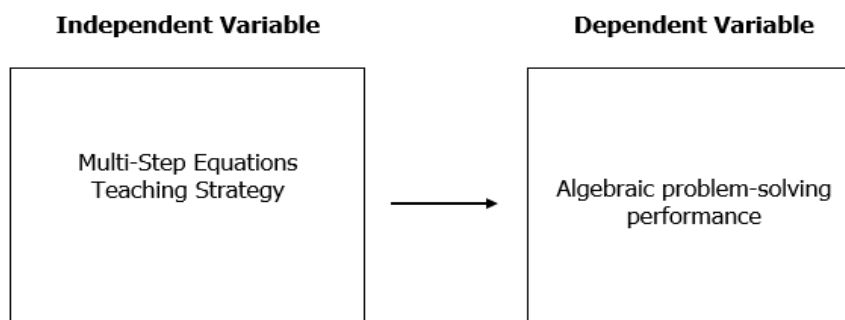 Independent Variable
Dependent Variable
Multi-Step Equations
Teaching Strategy
Algebraic problem-solving
performance